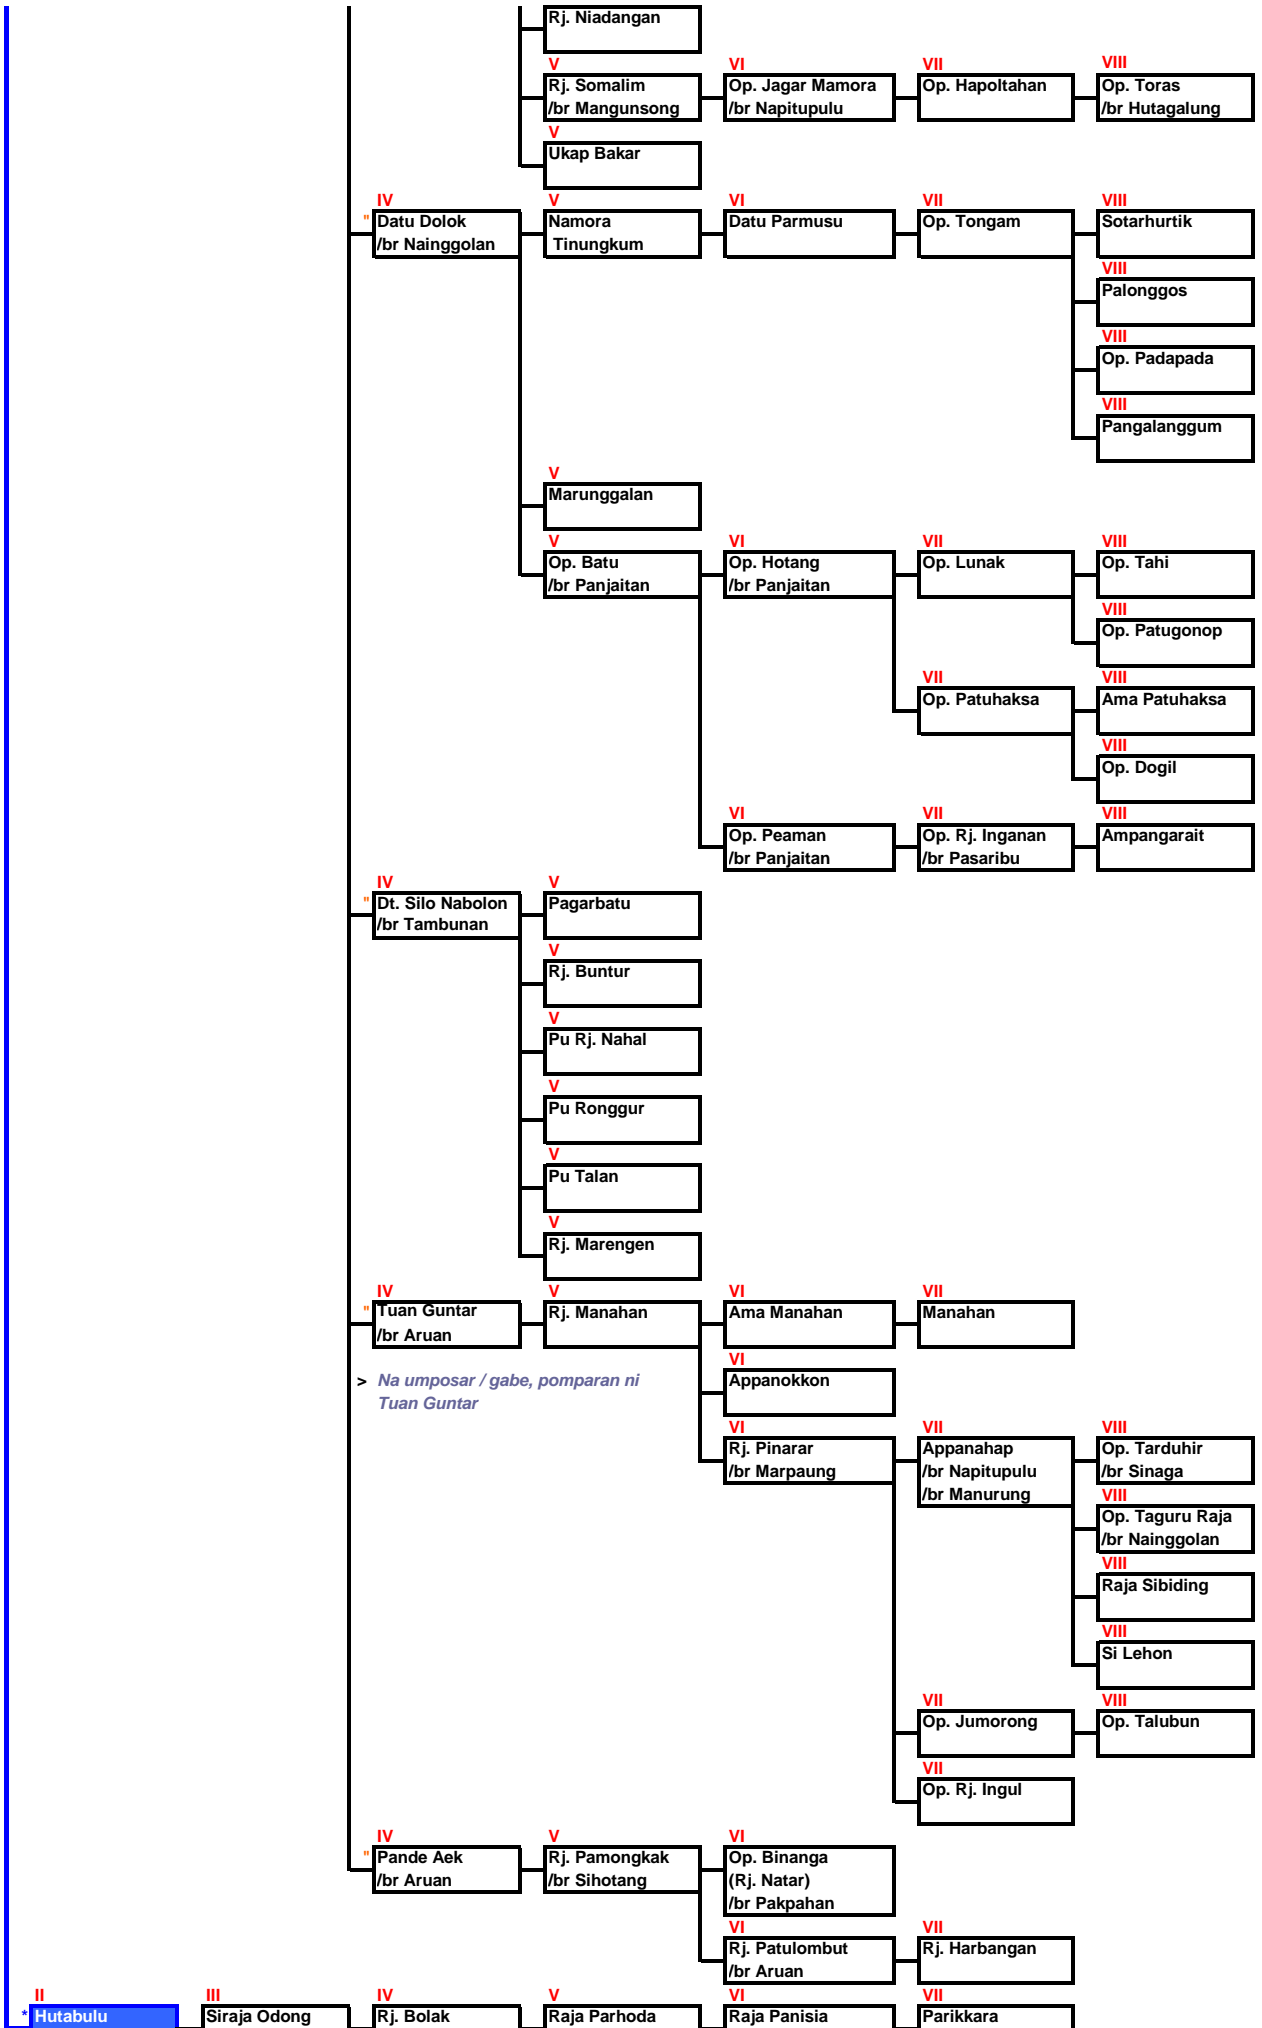 Rj. Niadangan
V VI VII VIII
Rj. Somalim Op. Jagar Mamora Op. Hapoltahan Op. Toras
/br Mangunsong /br Napitupulu /br Hutagalung
V
Ukap Bakar
IV V VI VII VIII
" Datu Dolok Namora Datu Parmusu Op. Tongam Sotarhurtik
/br Nainggolan Tinungkum
VIII
Palonggos
VIII
Op. Padapada
VIII
Pangalanggum
V
Marunggalan
V VI VII VIII
Op. Batu Op. Hotang Op. Lunak Op. Tahi
/br Panjaitan /br Panjaitan
VIII
Op. Patugonop
VII VIII
Op. Patuhaksa Ama Patuhaksa
VIII
Op. Dogil
VI VII VIII
Op. Peaman Op. Rj. Inganan Ampangarait
/br Panjaitan /br Pasaribu
IV V
" Dt. Silo Nabolon Pagarbatu
/br Tambunan
V
Rj. Buntur
V
Pu Rj. Nahal
V
Pu Ronggur
V
Pu Talan
V
Rj. Marengen
IV V VI VII
" Tuan Guntar Rj. Manahan Ama Manahan Manahan
/br Aruan
VI
> Na umposar / gabe, pomparan ni Appanokkon
Tuan Guntar
VI VII VIII
Rj. Pinarar Appanahap Op. Tarduhir
/br Marpaung /br Napitupulu /br Sinaga
/br Manurung VIII
Op. Taguru Raja
/br Nainggolan
VIII
Raja Sibiding
VIII
Si Lehon
VII VIII
Op. Jumorong Op. Talubun
VII
Op. Rj. Ingul
IV V VI
" Pande Aek Rj. Pamongkak Op. Binanga
/br Aruan /br Sihotang (Rj. Natar)
/br Pakpahan
VI VII
Rj. Patulombut Rj. Harbangan
/br Aruan
II III IV V VI VII
* Hutabulu Siraja Odong Rj. Bolak Raja Parhoda Raja Panisia Parikkara